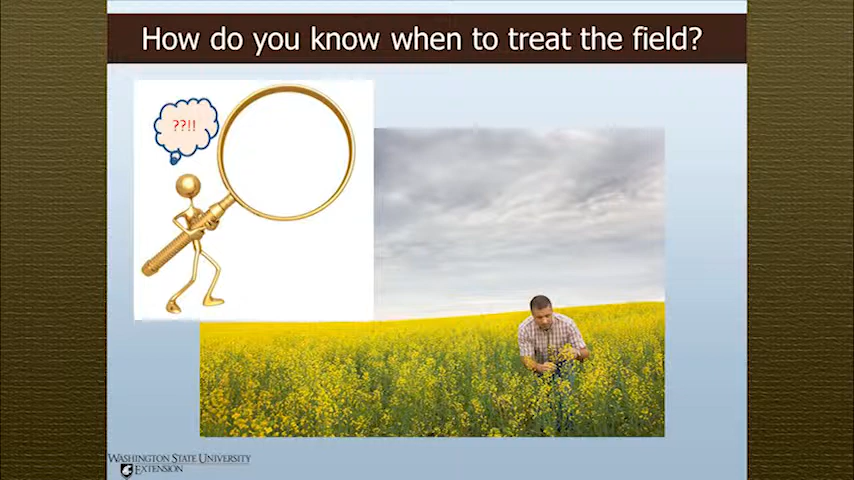 How do you know when to treat the field?
??!!
WASHINGTON STATE UNIVERSITY
EXTENSION